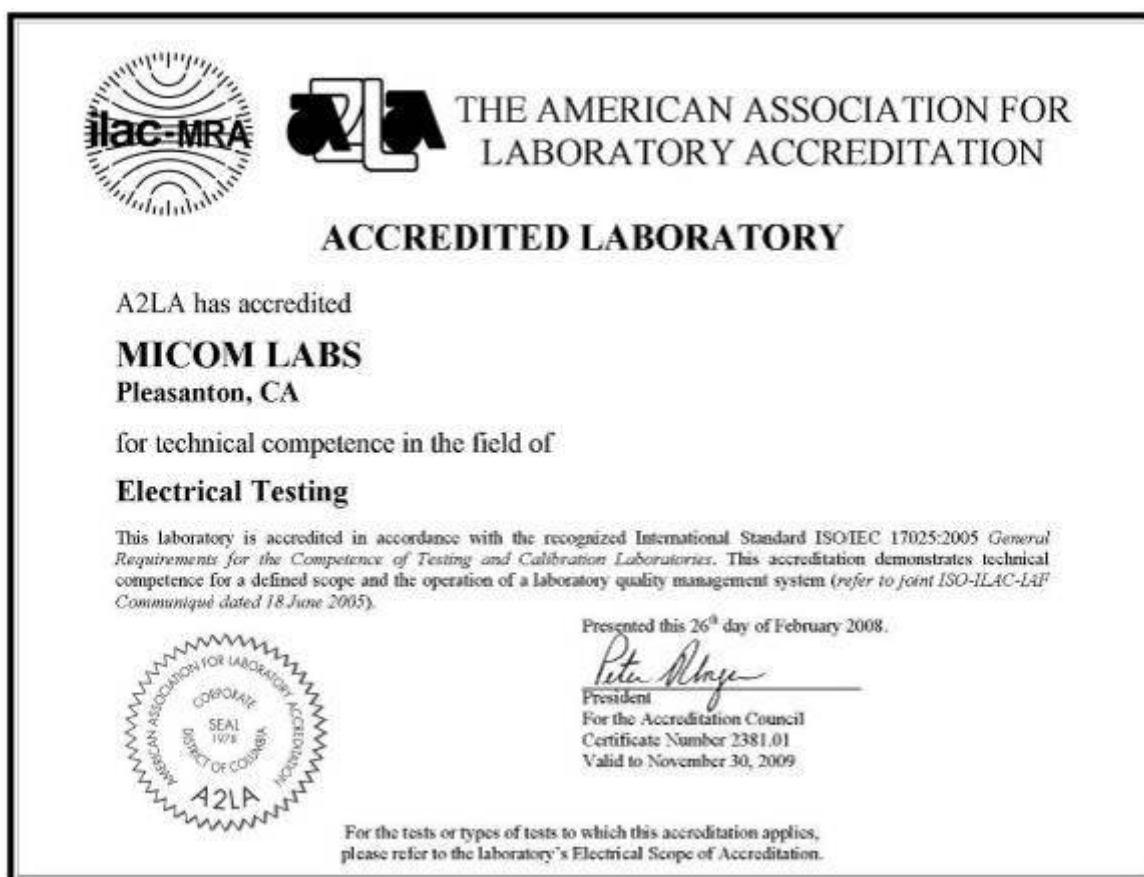 ilac-MRA
A2LA
THE AMERICAN ASSOCIATION FOR
LABORATORY ACCREDITATION
ACCREDITED LABORATORY
A2LA has accredited
MICOM LABS
Pleasanton, CA
for technical competence in the field of
Electrical Testing
This laboratory is accredited in accordance with the recognized International Standard ISO/IEC 17025:2005 General
Requirements for the Competence of Testing and Calibration Laboratories. This accreditation demonstrates technical
competence for a defined scope and the operation of a laboratory quality management system (refer to joint ISO-ILAC-IAF
Communiqué dated 18 June 2005).
Presented this 26th day of February 2008.
Peter
President
For the Accreditation Council
Certificate Number 2381.01
Valid to November 30, 2009
AMERICAN ASSOCIATION FOR LABORATORY ACCREDITATION
CORPORATE
SEAL
1978
DISTRICT OF COLUMBIA
A2LA
For the tests or types of tests to which this accreditation applies,
please refer to the laboratory's Electrical Scope of Accreditation.